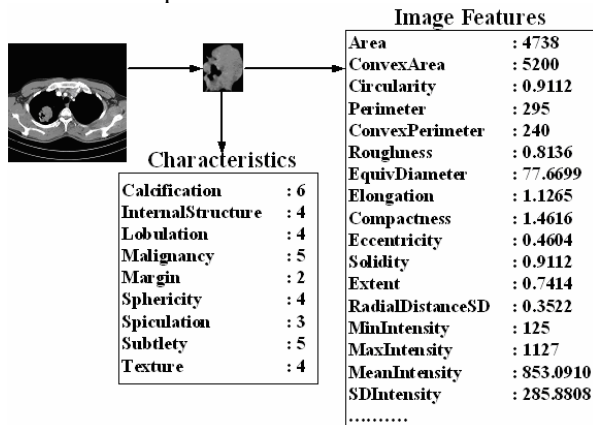 Image Features
Area : 4738
ConvexArea : 5200
Circularity : 0.9112
Perimeter : 295
ConvexPerimeter : 240
Roughness : 0.8136
EquivDiameter : 77.6699
Elongation : 1.1265
Compactness : 1.4616
Eccentricity : 0.4604
Solidity : 0.9112
Extent : 0.7414
RadialDistanceSD : 0.3522
MinIntensity : 125
MaxIntensity : 1127
MeanIntensity : 853.0910
SDIntensity : 285.8808
..........
Characteristics
Calcification : 6
InternalStructure : 4
Lobulation : 4
Malignancy : 5
Margin : 2
Sphericity : 4
Spiculation : 3
Subtlety : 5
Texture : 4